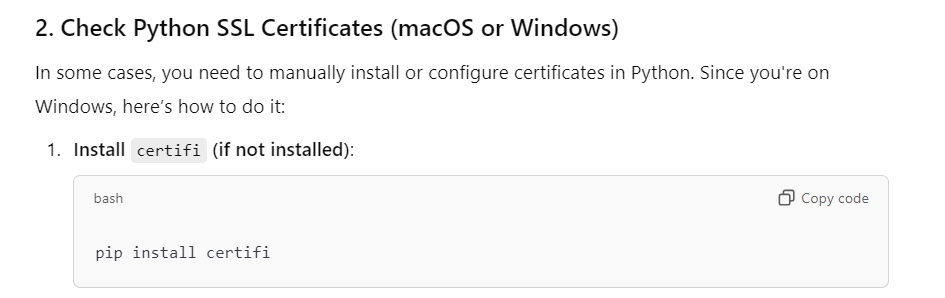 2. Check Python SSL Certificates (macOS or Windows)
In some cases, you need to manually install or configure certificates in Python. Since you're on
Windows, here’s how to do it:
1. Install certifi (if not installed):
bash
Copy code
pip install certifi